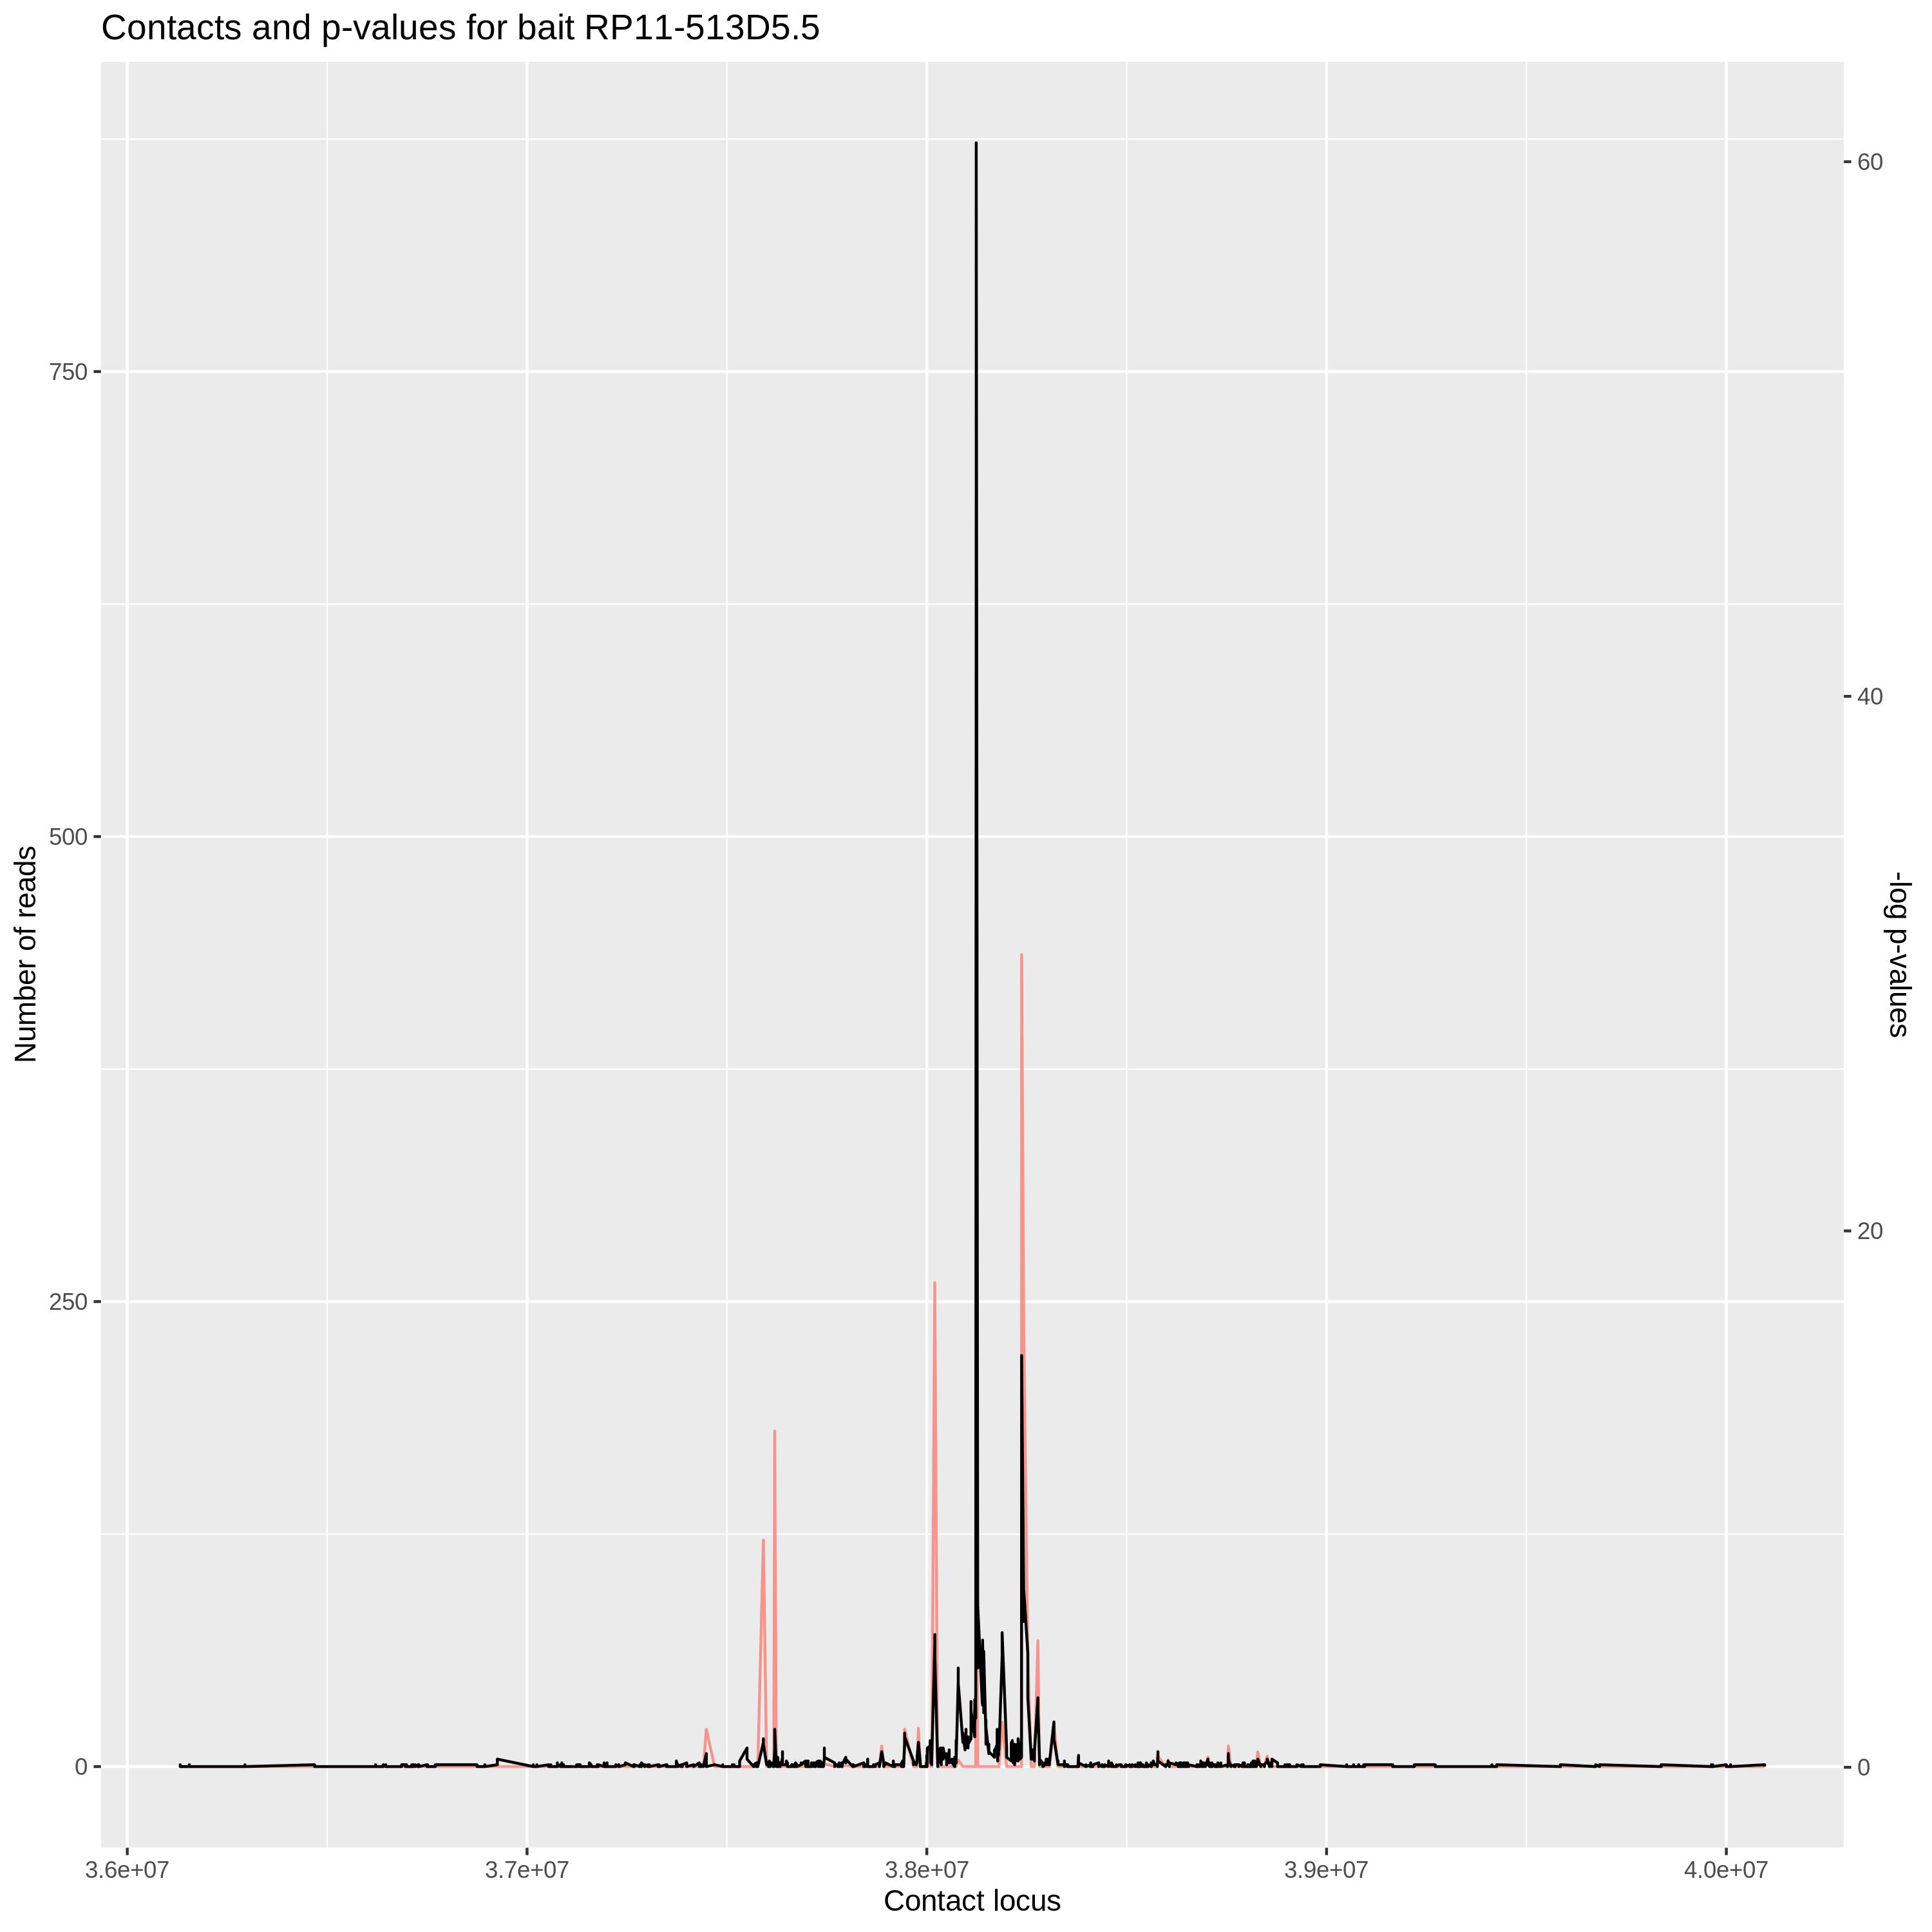 Contacts and p-values for bait RP11-513D5.5
Number of reads
750
500
250
0
60
40
20
0
-log p-values
3.6e+07 3.7e+07 3.8e+07 3.9e+07 4.0e+07
Contact locus